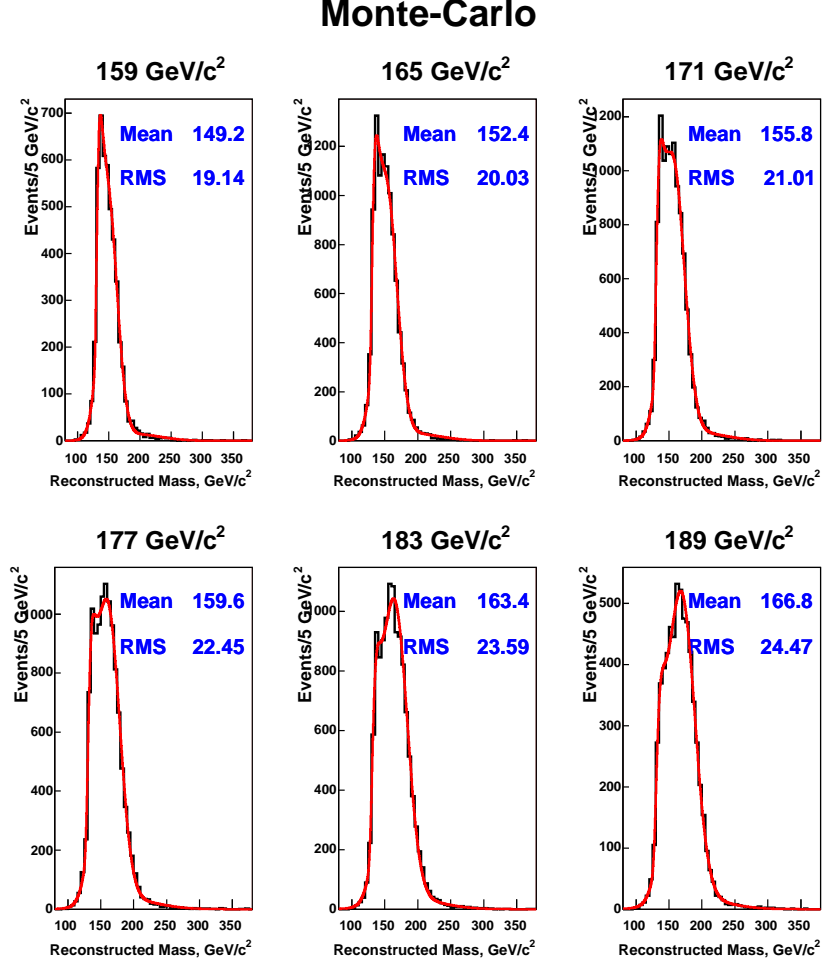 Monte-Carlo
159 GeV/c²
Events/5 GeV/c²
Mean 149.2
RMS 19.14
700
600
500
400
300
200
100
0
100 150 200 250 300 350
Reconstructed Mass, GeV/c²
165 GeV/c²
Events/5 GeV/c²
Mean 152.4
RMS 20.03
1200
1000
800
600
400
200
0
100 150 200 250 300 350
Reconstructed Mass, GeV/c²
171 GeV/c²
Events/5 GeV/c²
Mean 155.8
RMS 21.01
1200
1000
800
600
400
200
0
100 150 200 250 300 350
Reconstructed Mass, GeV/c²
177 GeV/c²
Events/5 GeV/c²
Mean 159.6
RMS 22.45
1000
800
600
400
200
0
100 150 200 250 300 350
Reconstructed Mass, GeV/c²
183 GeV/c²
Events/5 GeV/c²
Mean 163.4
RMS 23.59
1000
800
600
400
200
0
100 150 200 250 300 350
Reconstructed Mass, GeV/c²
189 GeV/c²
Events/5 GeV/c²
Mean 166.8
RMS 24.47
500
400
300
200
100
0
100 150 200 250 300 350
Reconstructed Mass, GeV/c²